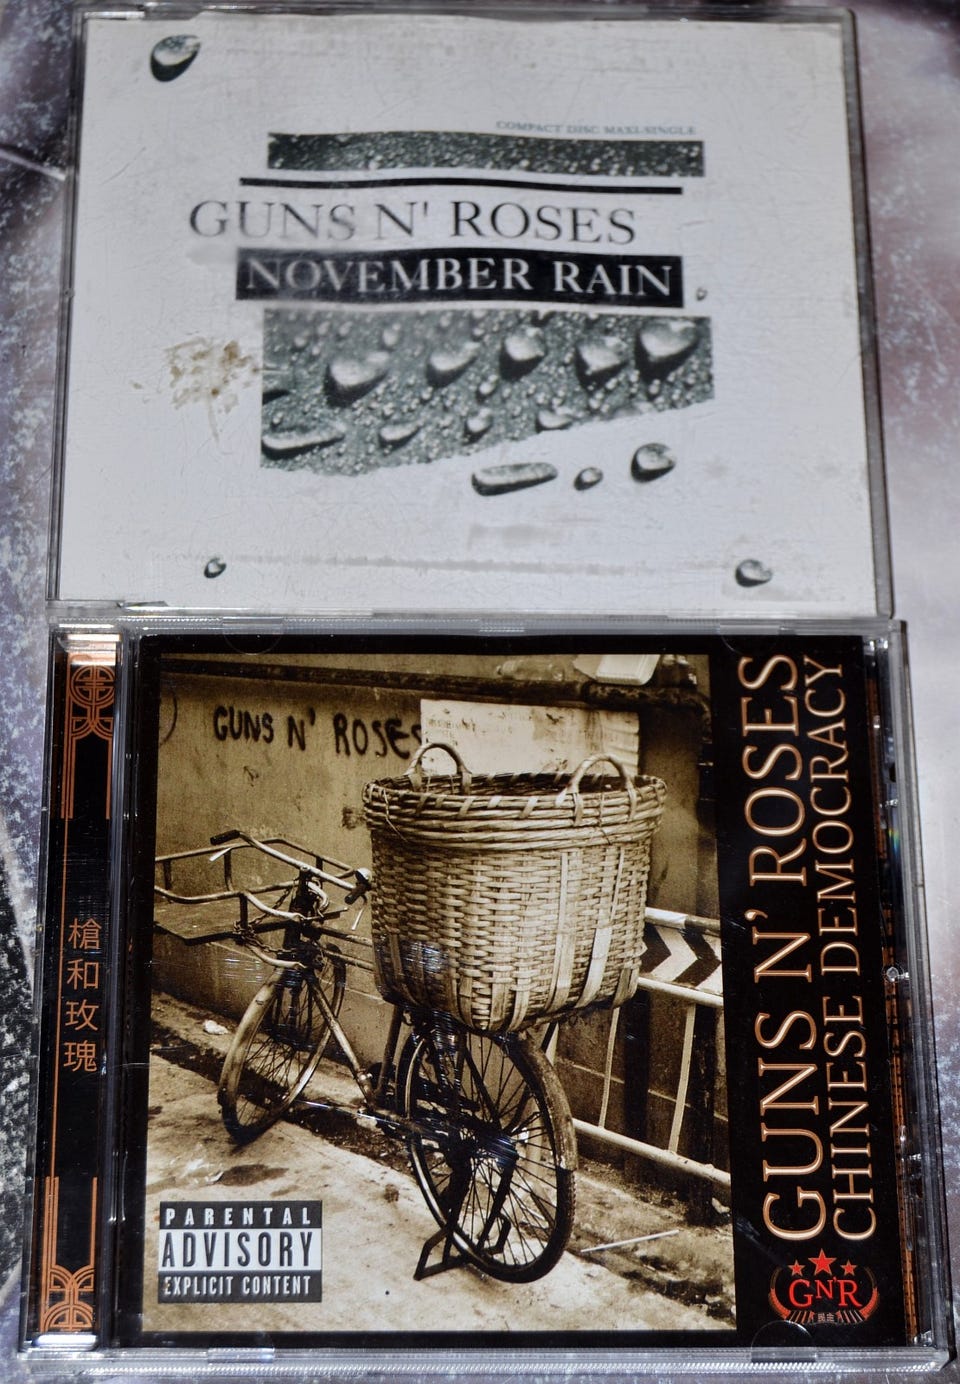 COMPACT DISC MAXI-SINGLE
GUNS N' ROSES
NOVEMBER RAIN
槍和玫瑰
GUNS N' ROSES
PARENTAL
ADVISORY
EXPLICIT CONTENT
GUNS N' ROSES
CHINESE DEMOCRACY
GN'R